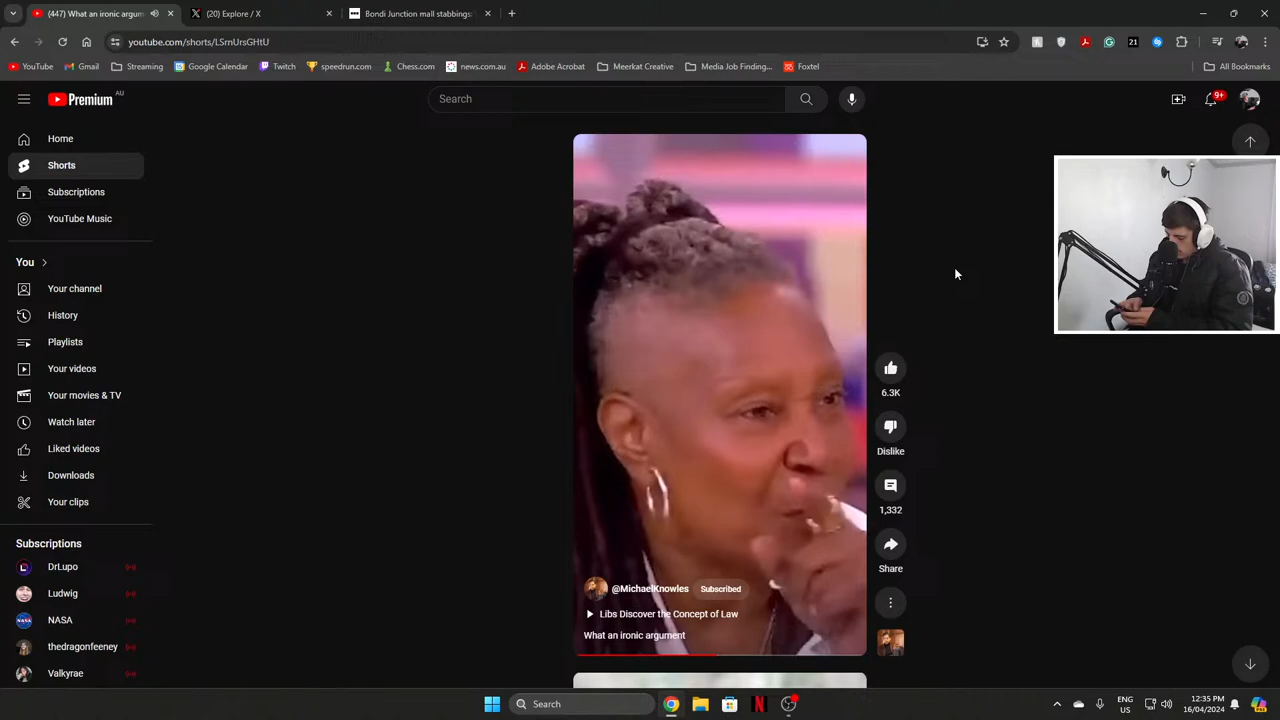 (447) What an ironic argum
(20) Explore / X
Bondi Junction mall stabbings:
youtube.com/shorts/LSrnUrsGHtU
YouTube
Gmail
Streaming
Google Calendar
Twitch
speedrun.com
Chess.com
news.com.au
Adobe Acrobat
Meerkat Creative
Media Job Finding...
Foxtel
All Bookmarks
21
Premium
AU
Search
9+
Home
Shorts
Subscriptions
YouTube Music
You
Your channel
History
Playlists
Your videos
Your movies & TV
Watch later
Liked videos
Downloads
Your clips
Subscriptions
DrLupo
Ludwig
NASA
thedragonfeeney
Valkyrae
@MichaelKnowles
Subscribed
Libs Discover the Concept of Law
What an ironic argument
6.3K
Dislike
1,332
Share
Search
ENG
US
12:35 PM
16/04/2024